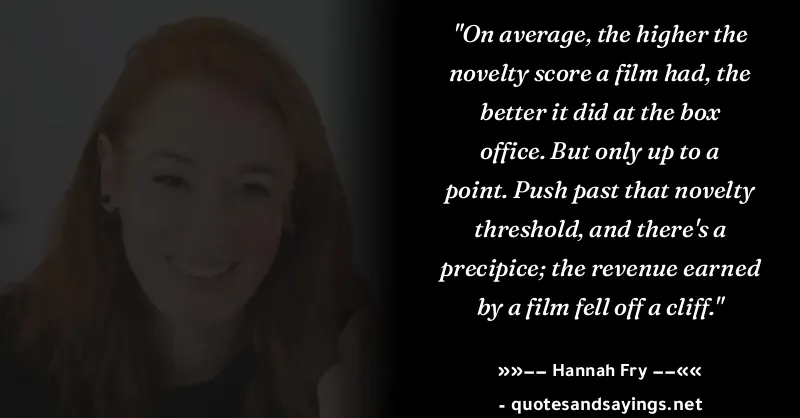 "On average, the higher the
novelty score a film had, the
better it did at the box
office. But only up to a
point. Push past that novelty
threshold, and there's a
precipice; the revenue earned
by a film fell off a cliff."
»»−− Hannah Fry −−««
- quotesandsayings.net